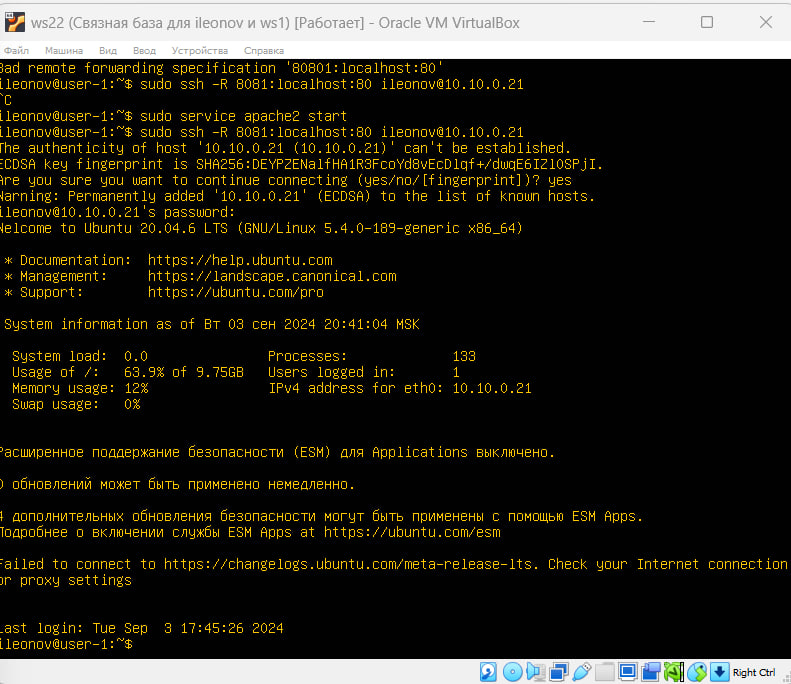 ws22 (Связная база для ileonov и ws1) [Работает] - Oracle VM VirtualBox
Файл Машина Вид Ввод Устройства Справка
Bad remote forwarding specification '80801:localhost:80'
ileonov@user-1:~$ sudo ssh -R 8081:localhost:80 ileonov@10.10.0.21
^C
ileonov@user-1:~$ sudo service apache2 start
ileonov@user-1:~$ sudo ssh -R 8081:localhost:80 ileonov@10.10.0.21
The authenticity of host '10.10.0.21 (10.10.0.21)' can't be established.
ECDSA key fingerprint is SHA256:DEYPZENalfHA1R3FcoYd8vEcDlqf+/dwqE6IZlOSPjI.
Are you sure you want to continue connecting (yes/no/[fingerprint])? yes
Warning: Permanently added '10.10.0.21' (ECDSA) to the list of known hosts.
ileonov@10.10.0.21's password:
Welcome to Ubuntu 20.04.6 LTS (GNU/Linux 5.4.0-189-generic x86_64)
* Documentation: https://help.ubuntu.com
* Management: https://landscape.canonical.com
* Support: https://ubuntu.com/pro
System information as of Вт 03 сен 2024 20:41:04 MSK
System load: 0.0 Processes: 133
Usage of /: 63.9% of 9.75GB Users logged in: 1
Memory usage: 12% IPv4 address for eth0: 10.10.0.21
Swap usage: 0%
Расширенное поддержание безопасности (ESM) для Applications выключено.
0 обновлений может быть применено немедленно.
4 дополнительных обновления безопасности могут быть применены с помощью ESM Apps.
Подробнее о включении службы ESM Apps at https://ubuntu.com/esm
Failed to connect to https://changelogs.ubuntu.com/meta-release-lts. Check your Internet connection
or proxy settings
Last login: Tue Sep 3 17:45:26 2024
ileonov@user-1:~$
Right Ctrl